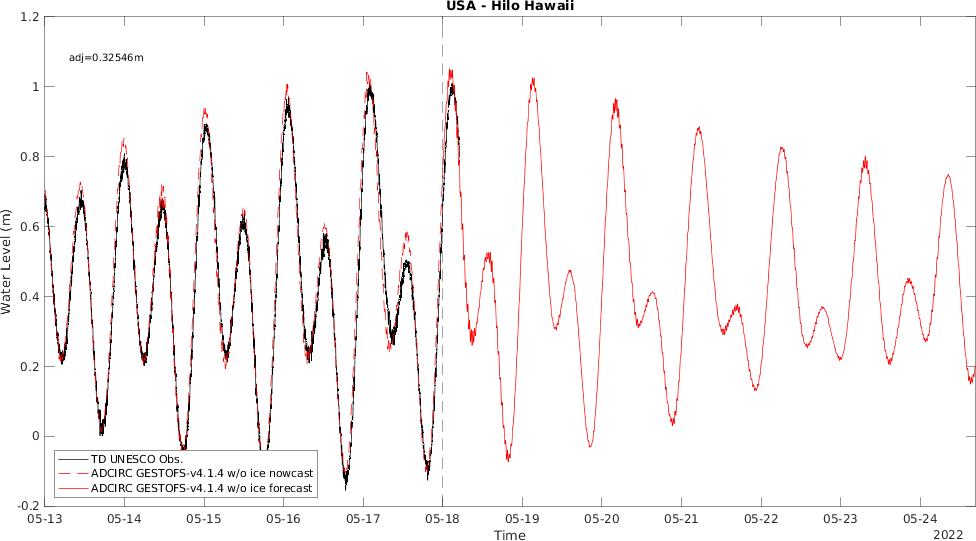 USA - Hilo Hawaii
adj=0.32546m
1.2
1
0.8
0.6
0.4
0.2
0
-0.2
Water Level (m)
TD UNESCO Obs.
ADCIRC GESTOFS-v4.1.4 w/o ice nowcast
ADCIRC GESTOFS-v4.1.4 w/o ice forecast
05-13 05-14 05-15 05-16 05-17 05-18 05-19 05-20 05-21 05-22 05-23 05-24
Time
2022